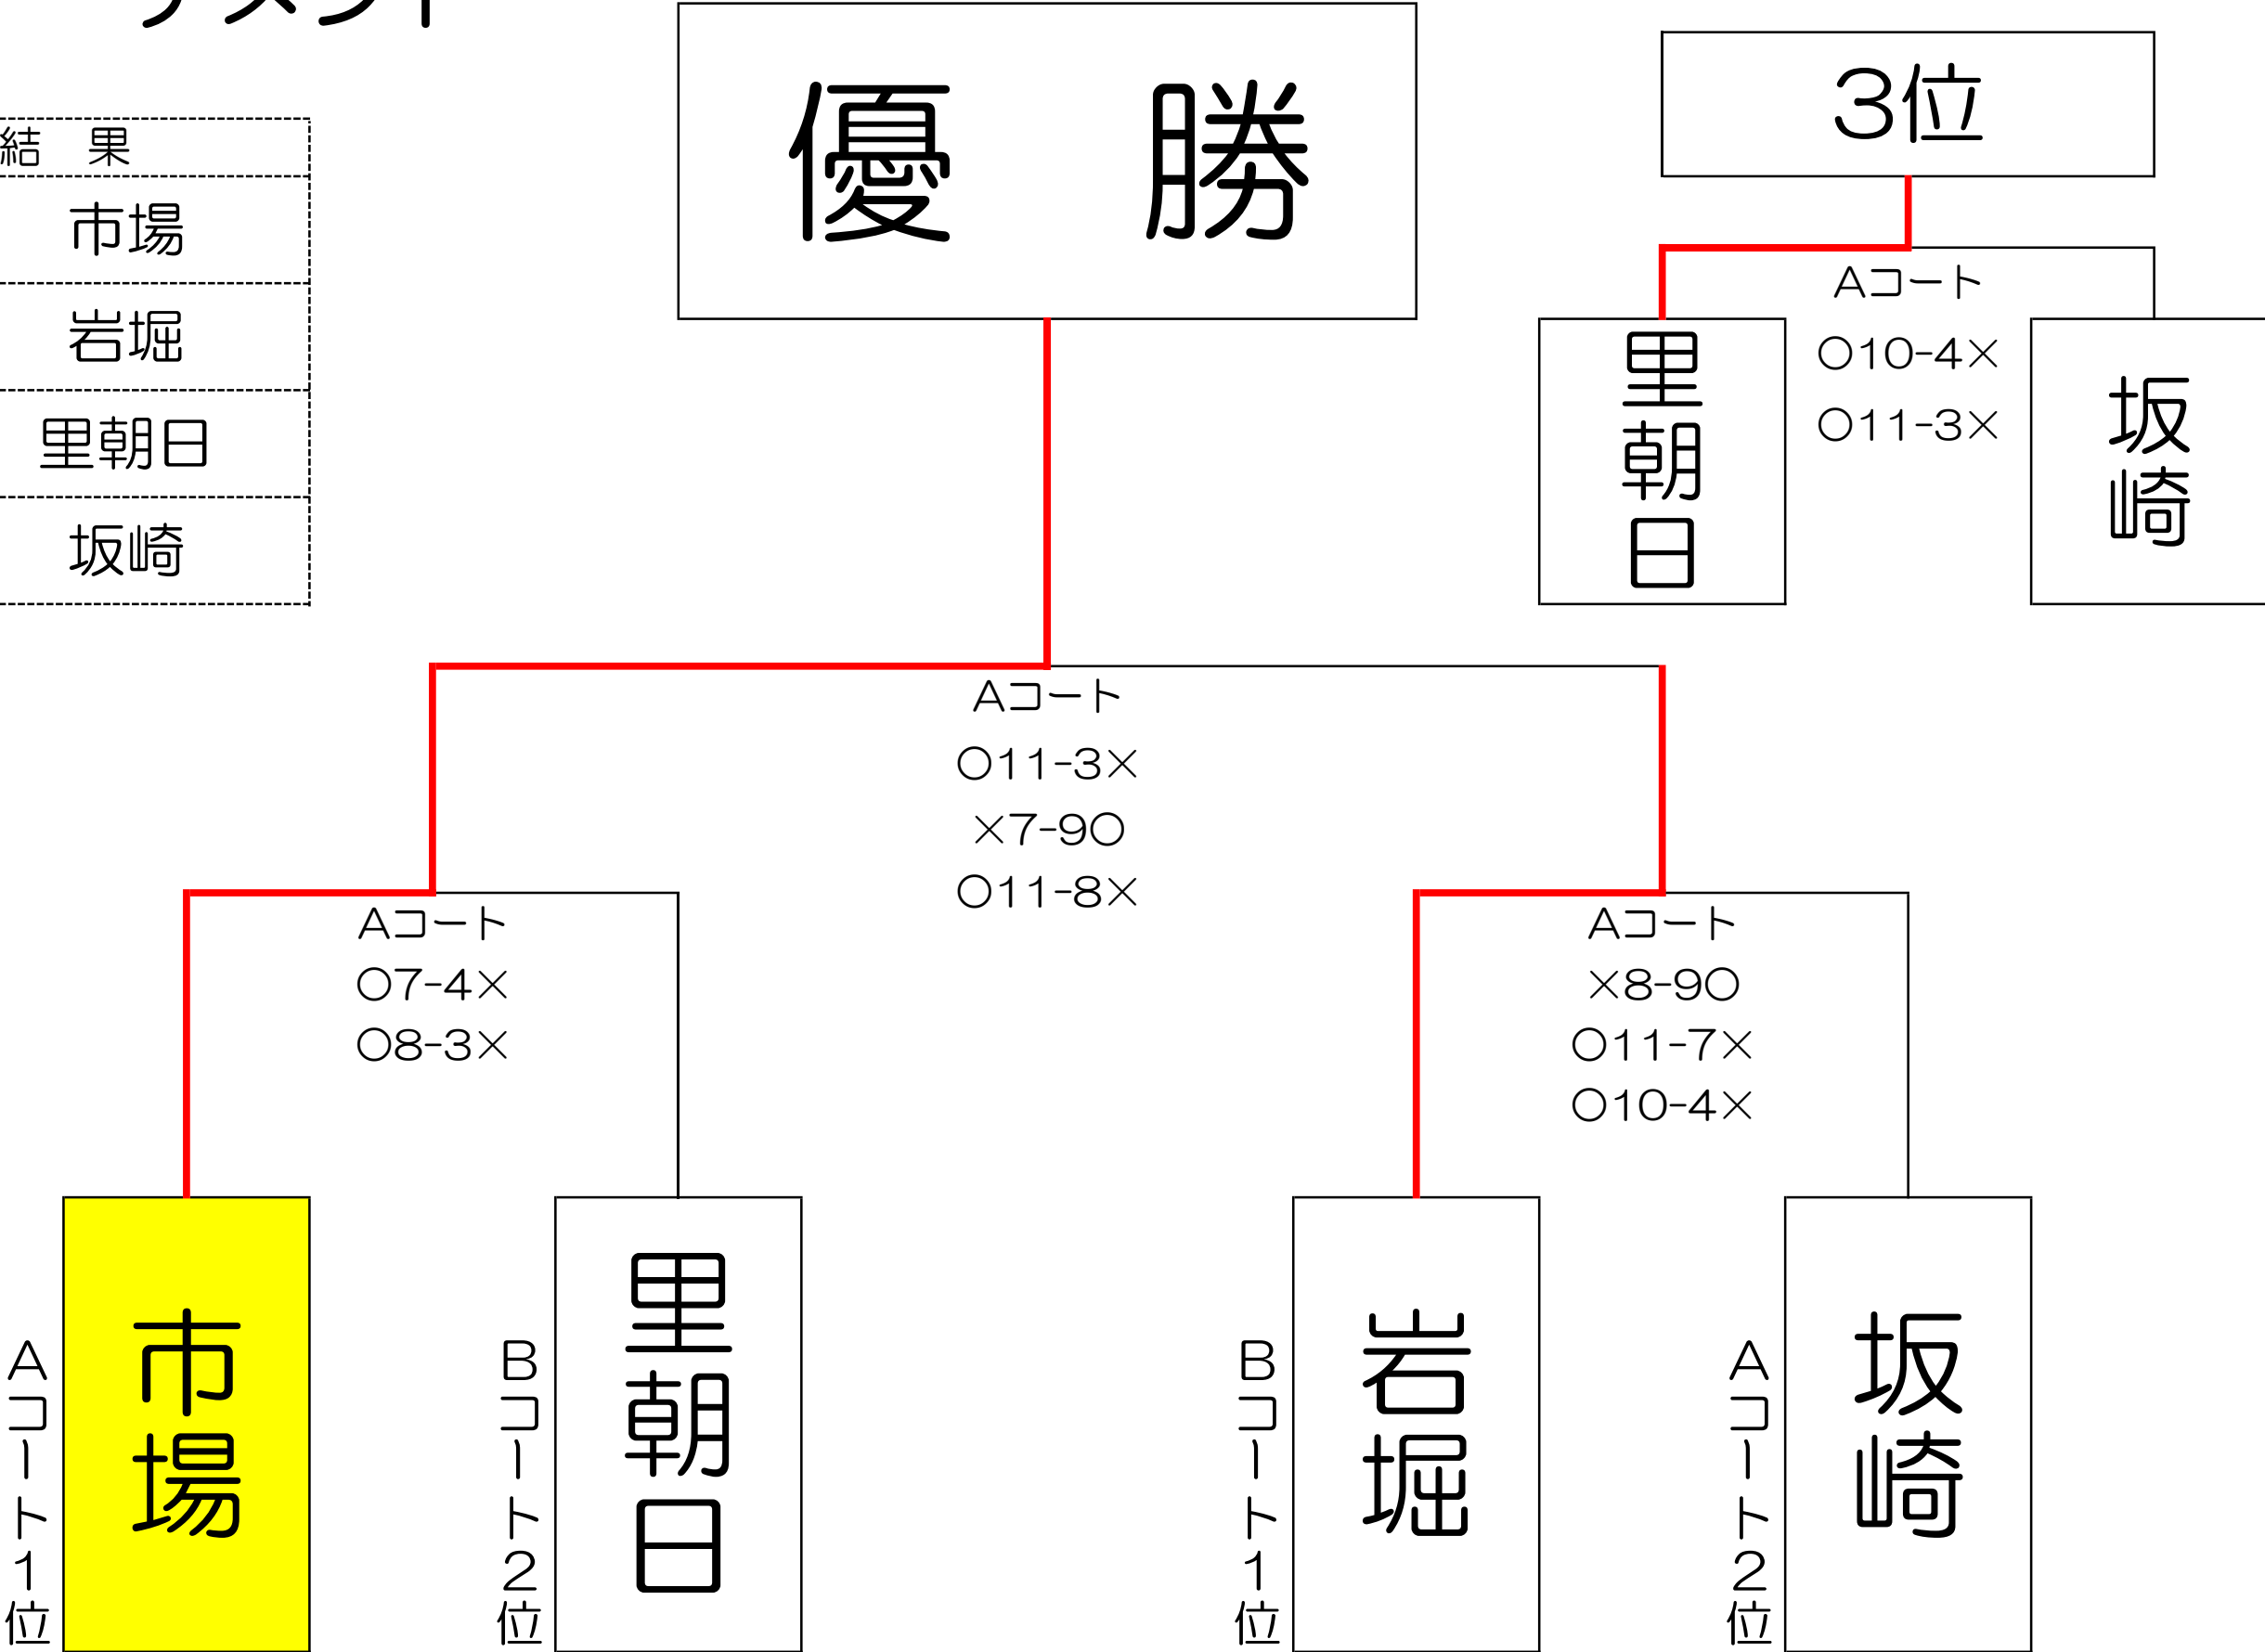 優 勝
3位
結 果
市場
岩堀
里朝日
坂崎
Aコート
○10-4×
○11-3×
里朝日
坂崎
Aコート
○11-3×
×7-9○
○11-8×
Aコート
○7-4×
○8-3×
Aコート
×8-9○
○11-7×
○10-4×
Aコート1位
市場
Bコート2位
里朝日
Bコート1位
岩堀
Aコート2位
坂崎